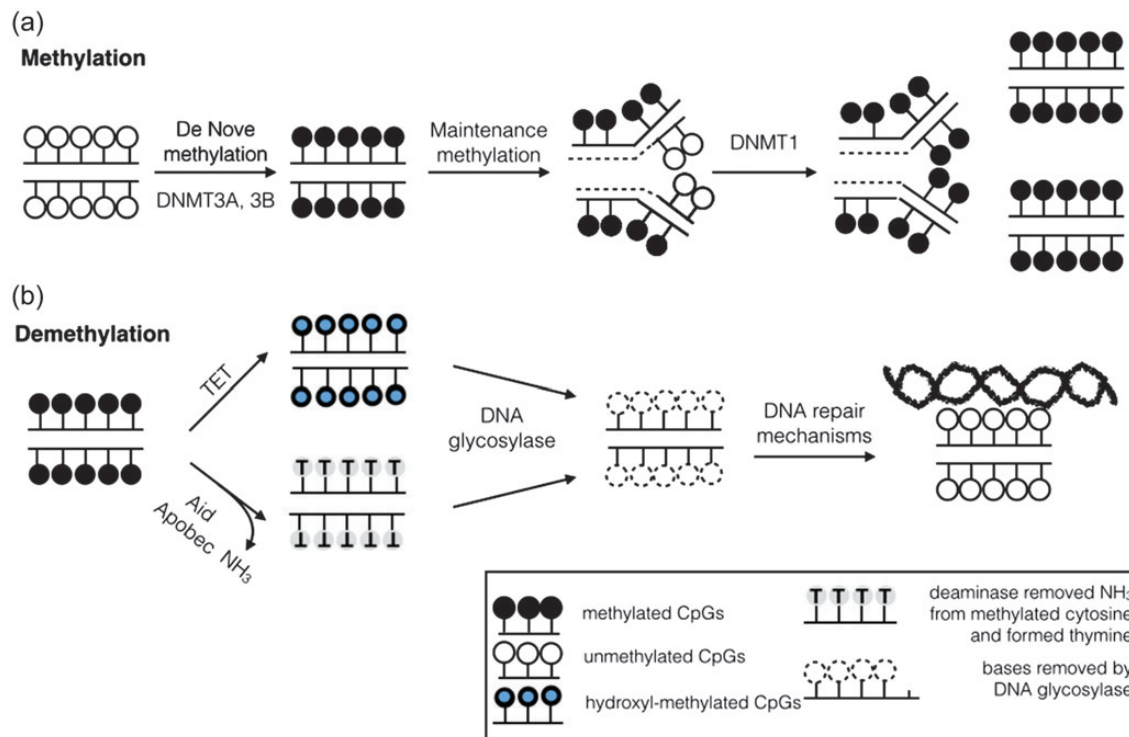 (a)
Methylation
De Nove
methylation
DNMT3A, 3B
Maintenance
methylation
DNMT1
(b)
Demethylation
TET
Aid
Apobec NH₃
T T T T T
T T T T T
DNA
glycosylase
DNA repair
mechanisms
methylated CpGs
unmethylated CpGs
hydroxyl-methylated CpGs
T T T T
deaminase removed NH₃
from methylated cytosine
and formed thymine
bases removed by
DNA glycosylase